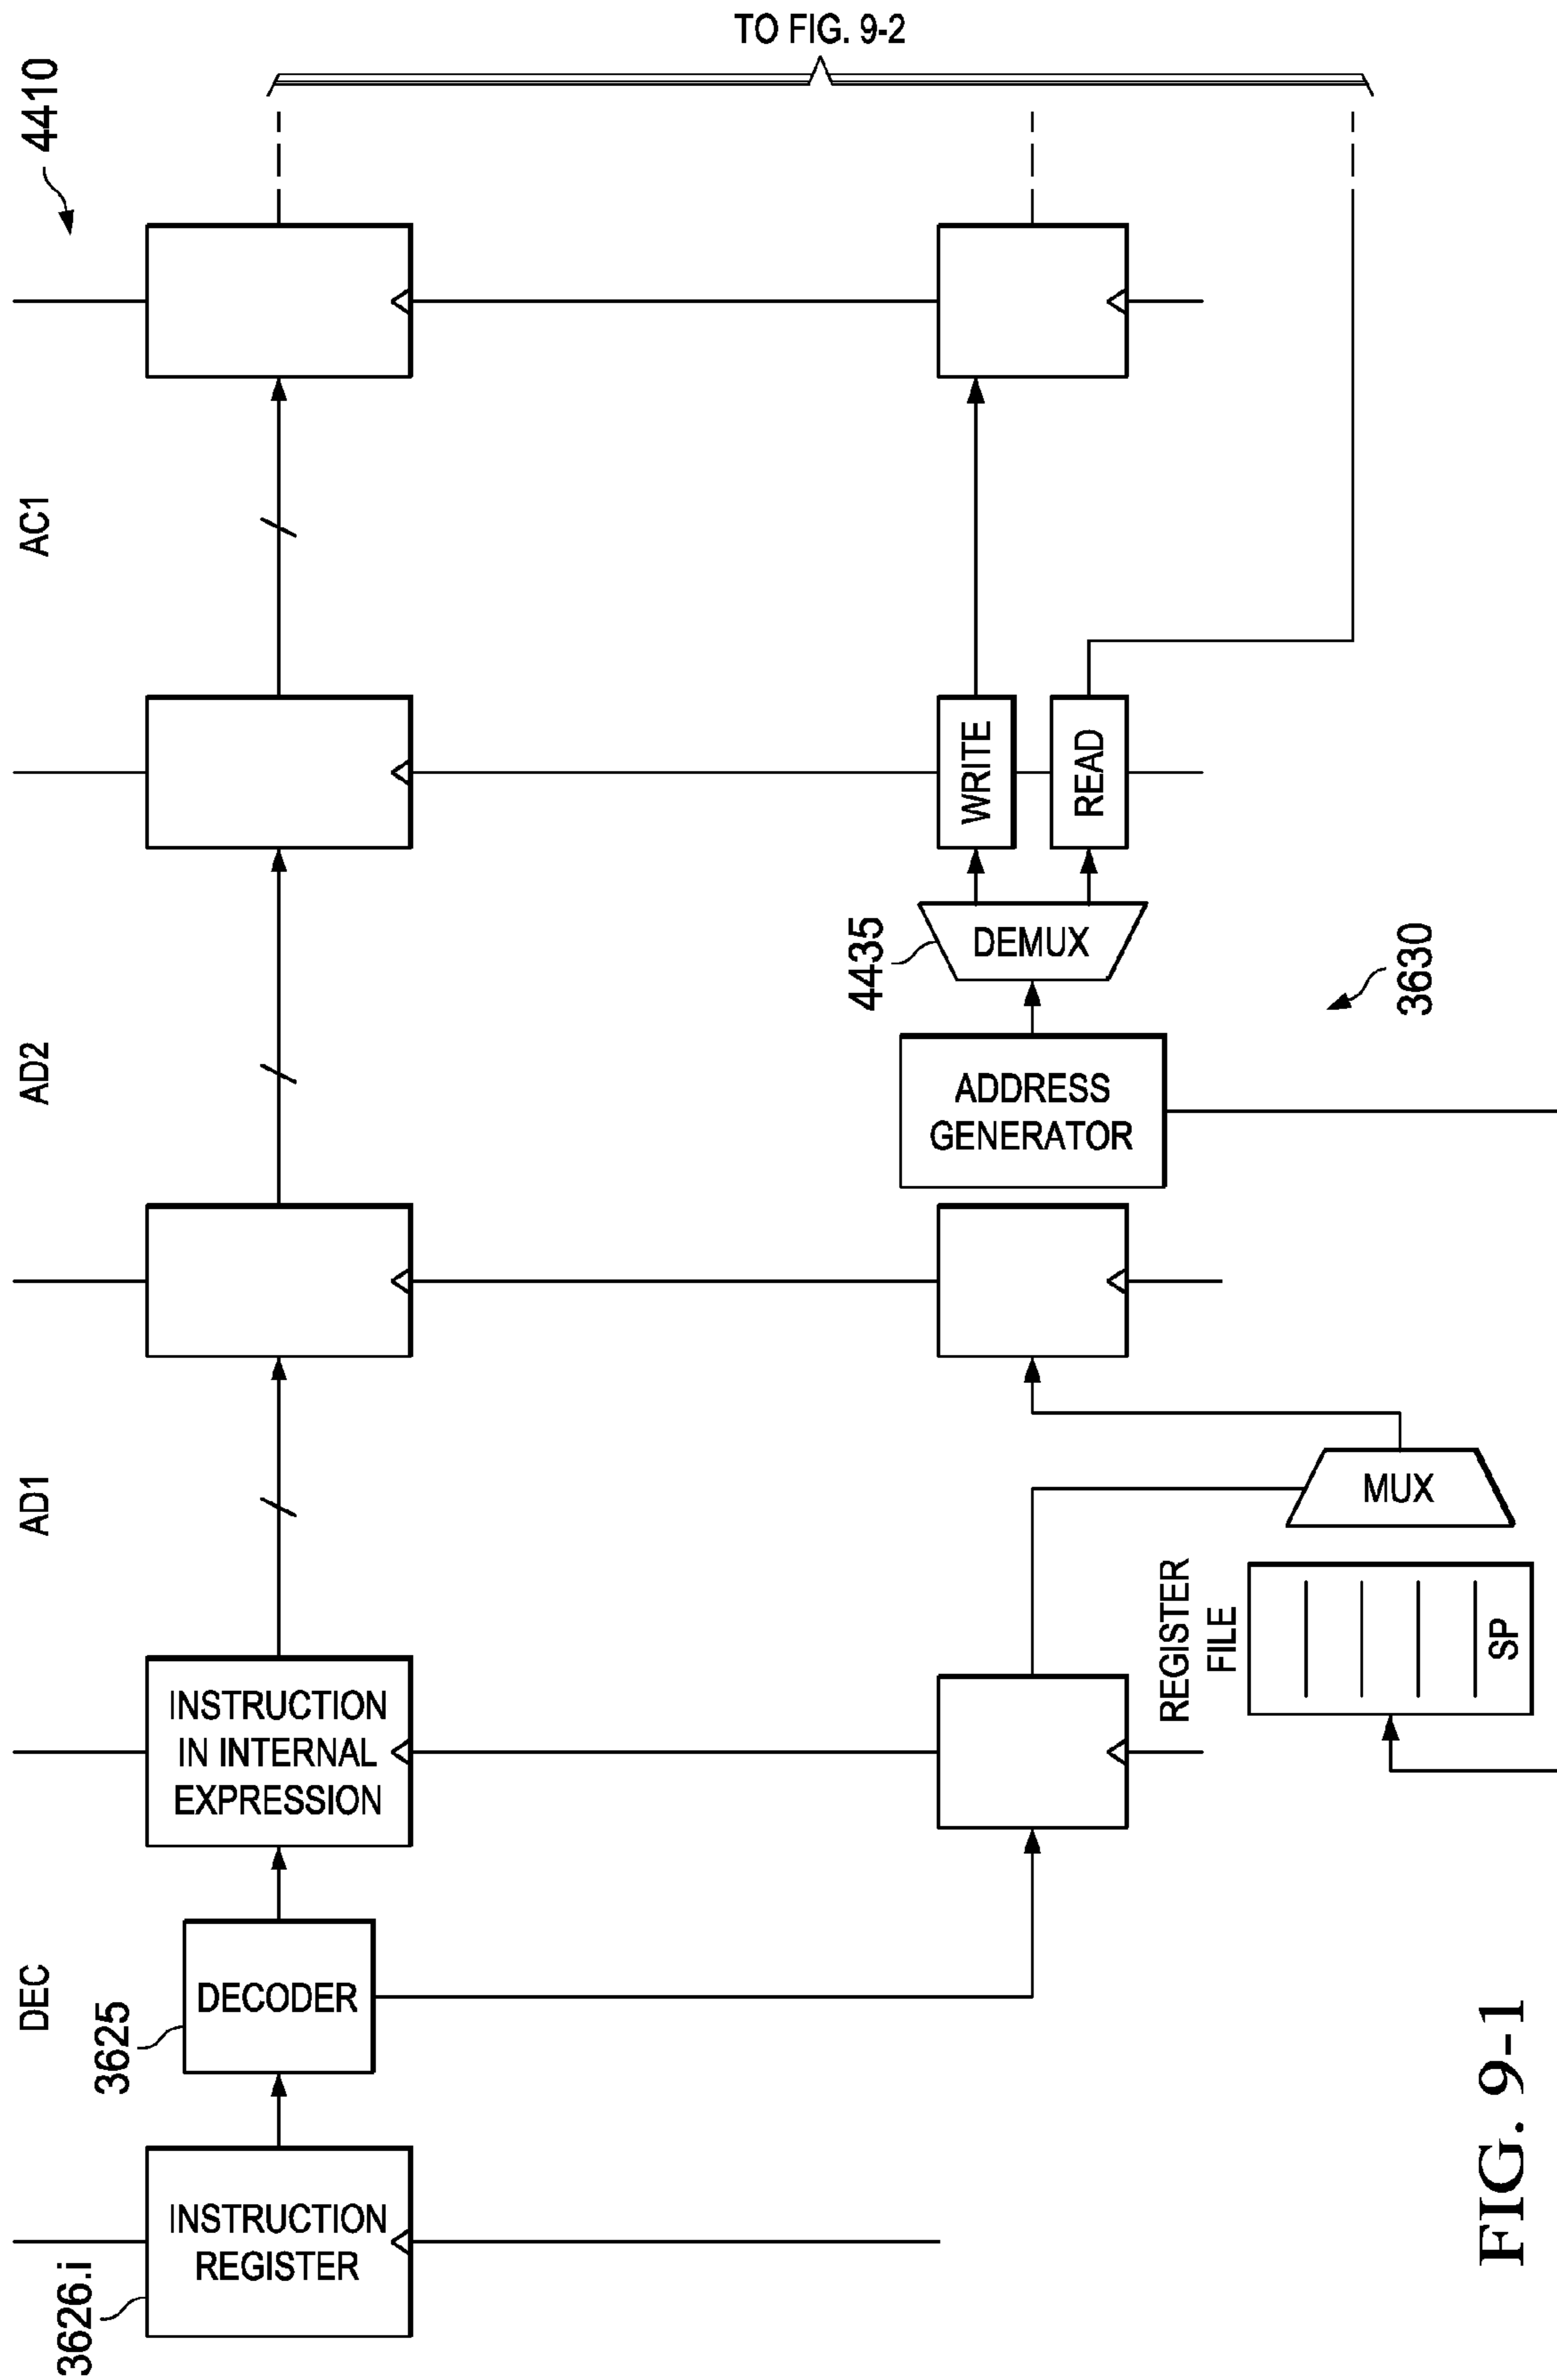 4410
TO FIG. 9-2
DEC
AD1
AD2
AC1
3626.i
INSTRUCTION
REGISTER
3625
DECODER
INSTRUCTION
IN INTERNAL
EXPRESSION
REGISTER
FILE
SP
MUX
ADDRESS
GENERATOR
4435
DEMUX
WRITE
READ
3630
FIG. 9-1